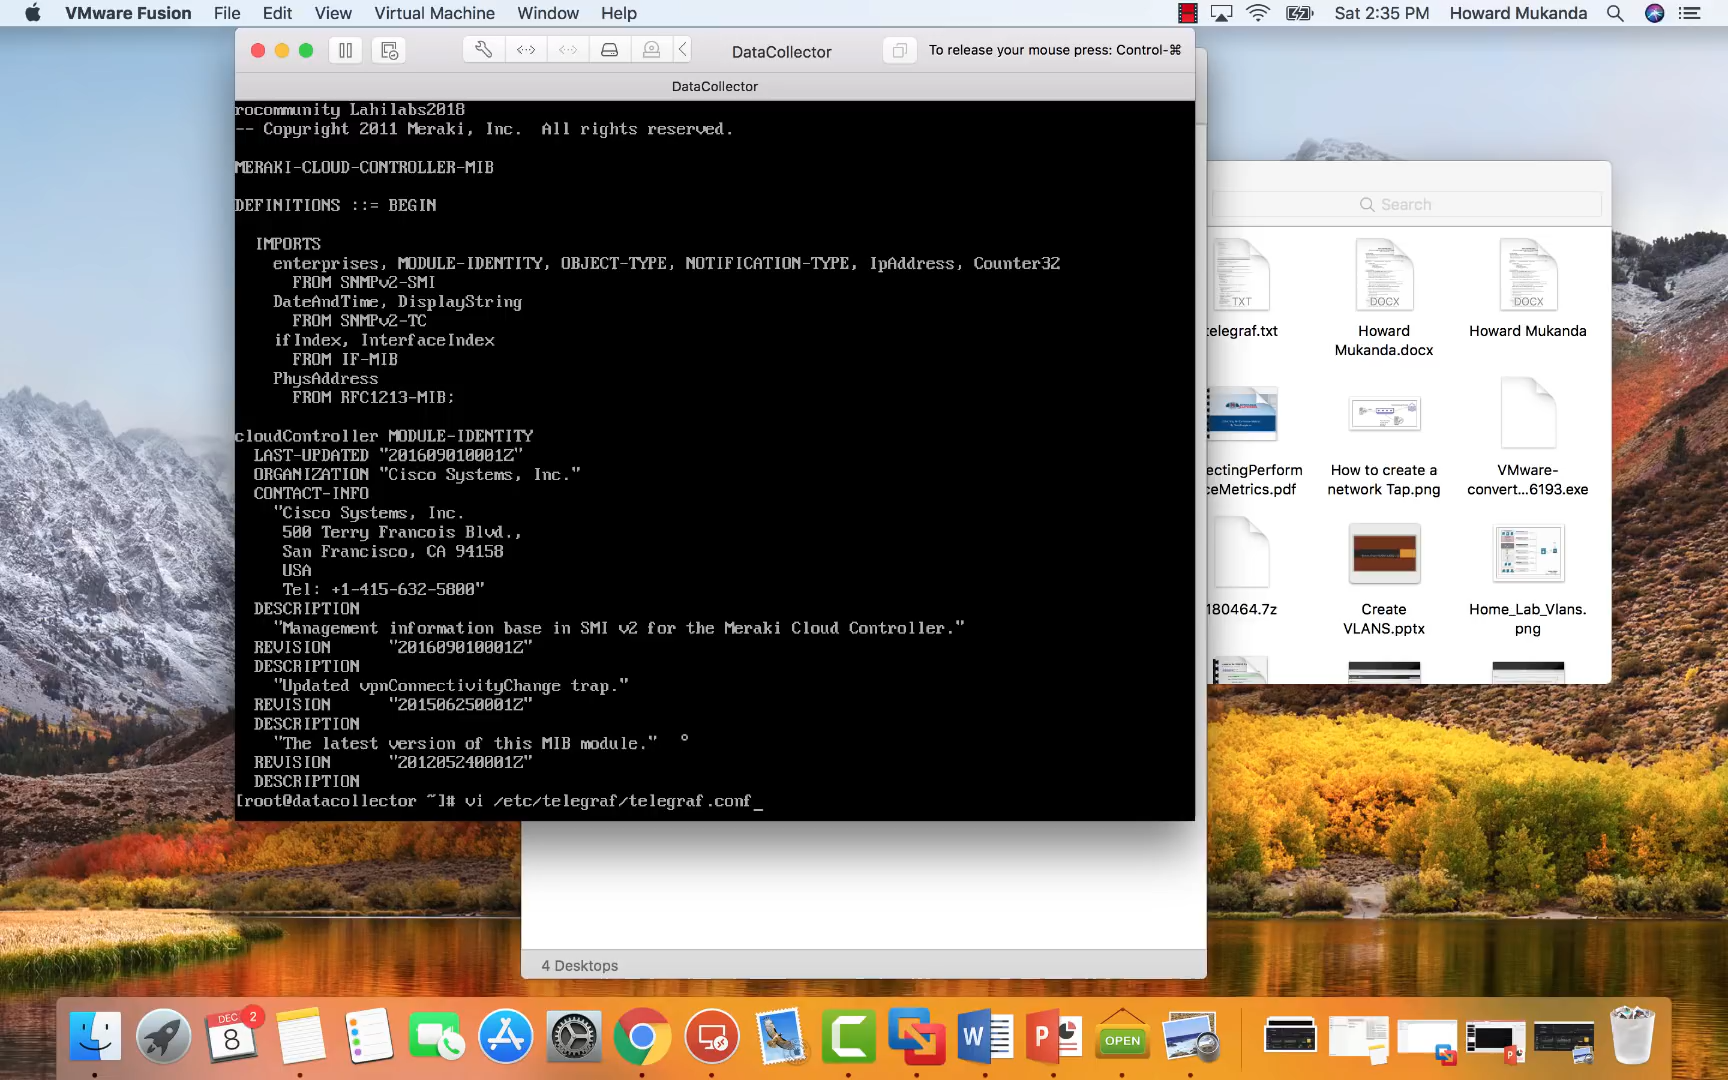 VMware Fusion File Edit View Virtual Machine Window Help Sat 2:35 PM Howard Mukanda
DataCollector To release your mouse press: Control-⌘
DataCollector
rocommunity Lahilabs2018
-- Copyright 2011 Meraki, Inc. All rights reserved.
MERAKI-CLOUD-CONTROLLER-MIB
DEFINITIONS ::= BEGIN
IMPORTS
enterprises, MODULE-IDENTITY, OBJECT-TYPE, NOTIFICATION-TYPE, IpAddress, Counter32
FROM SNMPv2-SMI
DateAndTime, DisplayString
FROM SNMPv2-TC
ifIndex, InterfaceIndex
FROM IF-MIB
PhysAddress
FROM RFC1213-MIB;
cloudController MODULE-IDENTITY
LAST-UPDATED "201609010001Z"
ORGANIZATION "Cisco Systems, Inc."
CONTACT-INFO
"Cisco Systems, Inc.
500 Terry Francois Blvd.,
San Francisco, CA 94158
USA
Tel: +1-415-632-5800"
DESCRIPTION
"Management information base in SMI v2 for the Meraki Cloud Controller."
REVISION "201609010001Z"
DESCRIPTION
"Updated vpnConnectivityChange trap."
REVISION "201506250001Z"
DESCRIPTION
"The latest version of this MIB module."
REVISION "201205240001Z"
DESCRIPTION
[root@datacollector ~]# vi /etc/telegraf/telegraf.conf_
Search
TXT
DOCX
DOCX
telegraf.txt
Howard
Mukanda.docx
Howard Mukanda
ectingPerform
ceMetrics.pdf
How to create a
network Tap.png
VMware-
convert...6193.exe
180464.7z
Create
VLANS.pptx
Home_Lab_Vlans.
png
4 Desktops
DEC
8
2
OPEN